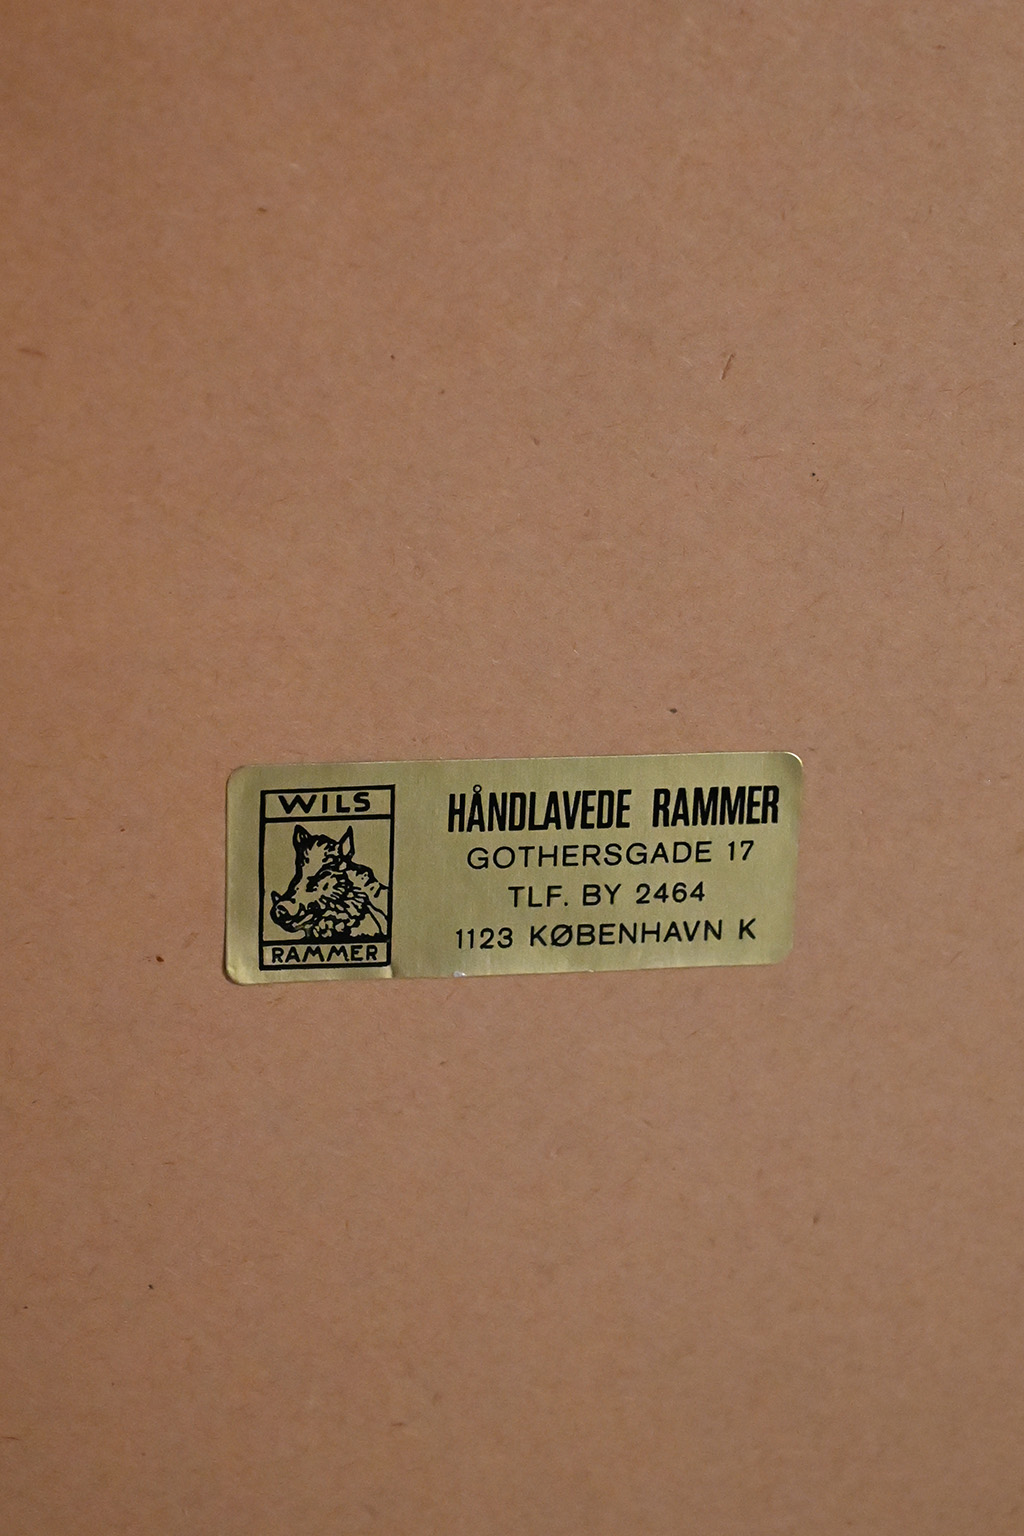 WILS
RAMMER
HÅNDLAVEDE RAMMER
GOTHERSGADE 17
TLF. BY 2464
1123 KØBENHAVN K